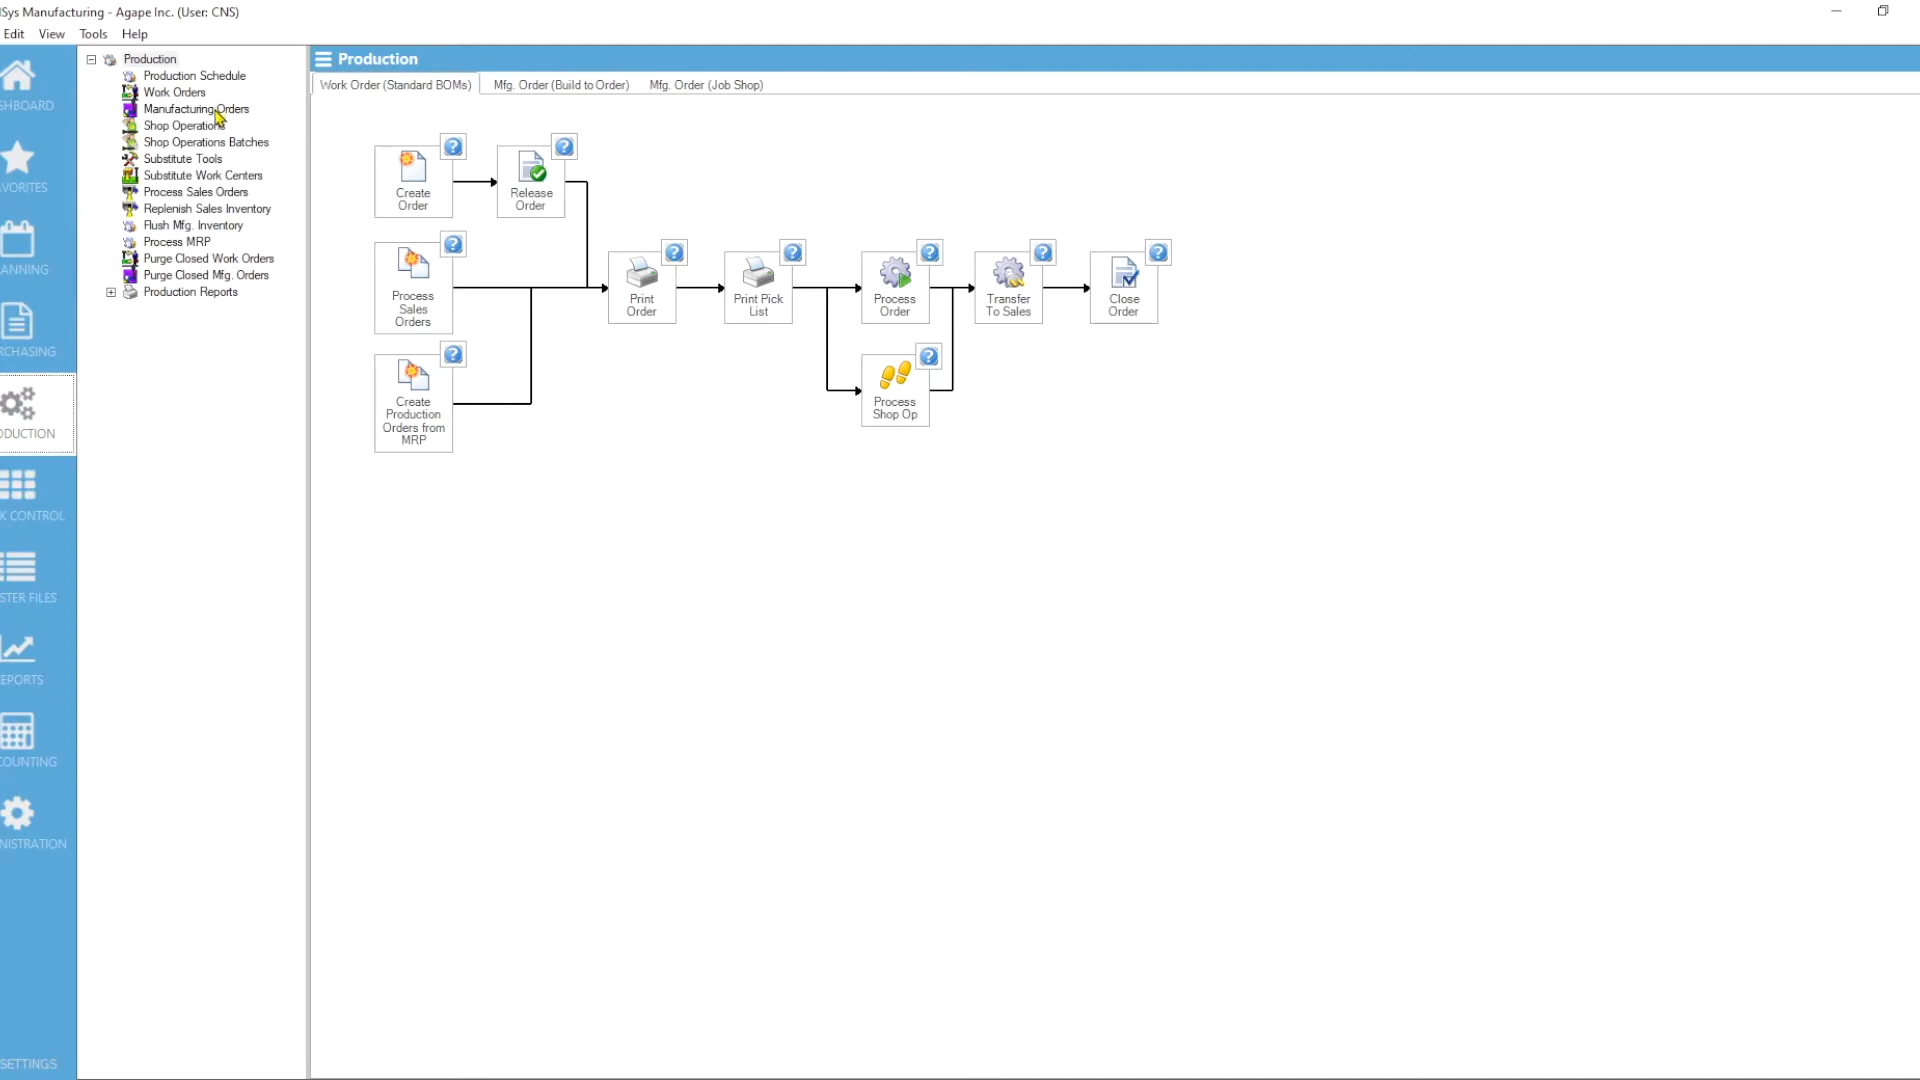 Sys Manufacturing - Agape Inc. (User: CNS)
Edit View Tools Help
SHBOARD
VORITES
ANNING
RCHASING
ODUCTION
K CONTROL
STER FILES
EPORTS
COUNTING
NISTRATION
SETTINGS
Production
Production Schedule
Work Orders
Manufacturing Orders
Shop Operations
Shop Operations Batches
Substitute Tools
Substitute Work Centers
Process Sales Orders
Replenish Sales Inventory
Flush Mfg. Inventory
Process MRP
Purge Closed Work Orders
Purge Closed Mfg. Orders
Production Reports
Production
Work Order (Standard BOMs) Mfg. Order (Build to Order) Mfg. Order (Job Shop)
Create
Order
Release
Order
Process
Sales
Orders
Create
Production
Orders from
MRP
Print
Order
Print Pick
List
Process
Order
Transfer
To Sales
Close
Order
Process
Shop Op